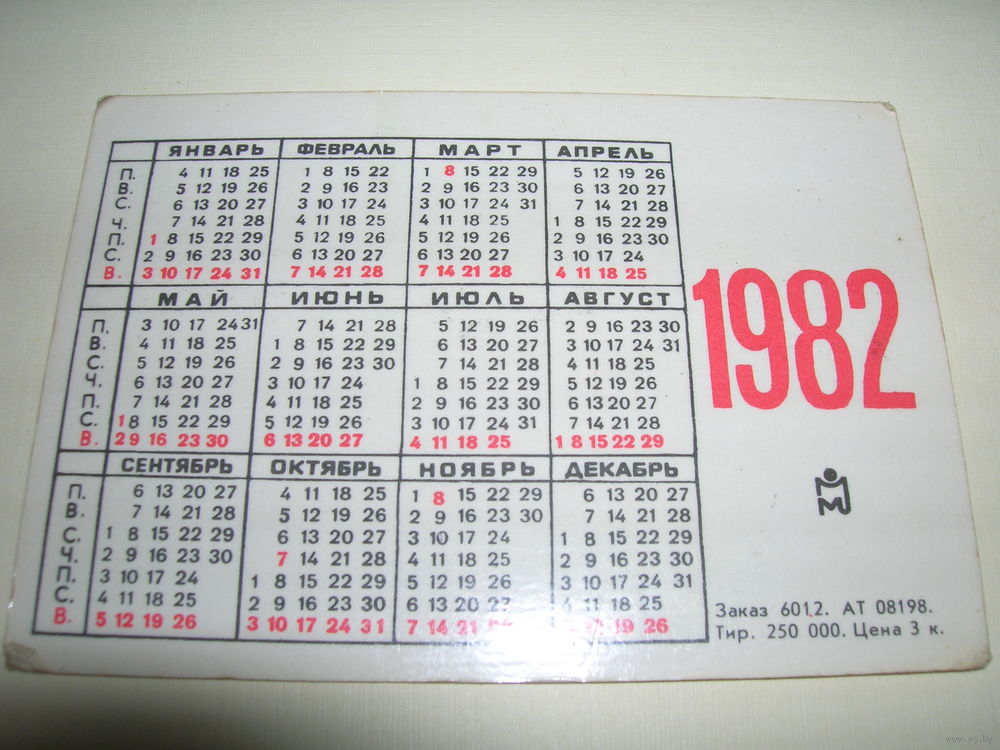 ЯНВАРЬ ФЕВРАЛЬ МАРТ АПРЕЛЬ
П. 4 11 18 25 1 8 15 22 1 8 15 22 29 5 12 19 26
В. 5 12 19 26 2 9 16 23 2 9 16 23 30 6 13 20 27
С. 6 13 20 27 3 10 17 24 3 10 17 24 31 7 14 21 28
Ч. 7 14 21 28 4 11 18 25 4 11 18 25 1 8 15 22 29
П. 1 8 15 22 29 5 12 19 26 5 12 19 26 2 9 16 23 30
С. 2 9 16 23 30 6 13 20 27 6 13 20 27 3 10 17 24
В. 3 10 17 24 31 7 14 21 28 7 14 21 28 4 11 18 25
МАЙ ИЮНЬ ИЮЛЬ АВГУСТ
П. 3 10 17 24 31 7 14 21 28 5 12 19 26 2 9 16 23 30
В. 4 11 18 25 1 8 15 22 29 6 13 20 27 3 10 17 24 31
С. 5 12 19 26 2 9 16 23 30 7 14 21 28 4 11 18 25
Ч. 6 13 20 27 3 10 17 24 1 8 15 22 29 5 12 19 26
П. 7 14 21 28 4 11 18 25 2 9 16 23 30 6 13 20 27
С. 1 8 15 22 29 5 12 19 26 3 10 17 24 31 7 14 21 28
В. 2 9 16 23 30 6 13 20 27 4 11 18 25 1 8 15 22 29
СЕНТЯБРЬ ОКТЯБРЬ НОЯБРЬ ДЕКАБРЬ
П. 6 13 20 27 4 11 18 25 1 8 15 22 29 6 13 20 27
В. 7 14 21 28 5 12 19 26 2 9 16 23 30 7 14 21 28
С. 1 8 15 22 29 6 13 20 27 3 10 17 24 1 8 15 22 29
Ч. 2 9 16 23 30 7 14 21 28 4 11 18 25 2 9 16 23 30
П. 3 10 17 24 1 8 15 22 29 5 12 19 26 3 10 17 24 31
С. 4 11 18 25 2 9 16 23 30 6 13 20 27 4 11 18 25
В. 5 12 19 26 3 10 17 24 31 7 14 21 19 26
1982
Заказ 6012. АТ 08198.
Тир. 250 000. Цена 3 к.
www.ay.by